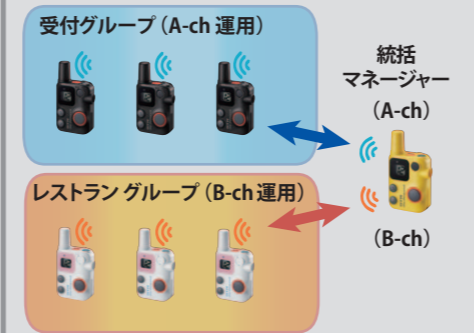 受付グループ（A-ch 運用）
統括
マネージャー
（A-ch）
レストラン グループ（B-ch 運用）
（B-ch）